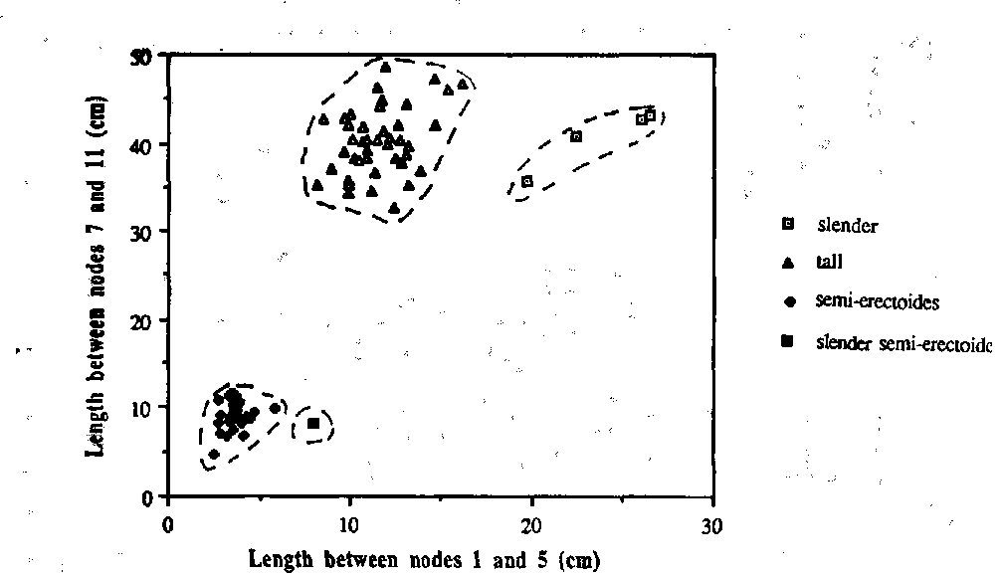 50
40
30
20
10
0
Length between nodes 7 and 11 (cm)
0 10 20 30
Length between nodes 1 and 5 (cm)
slender
tall
semi-erectoides
slender semi-erectoide